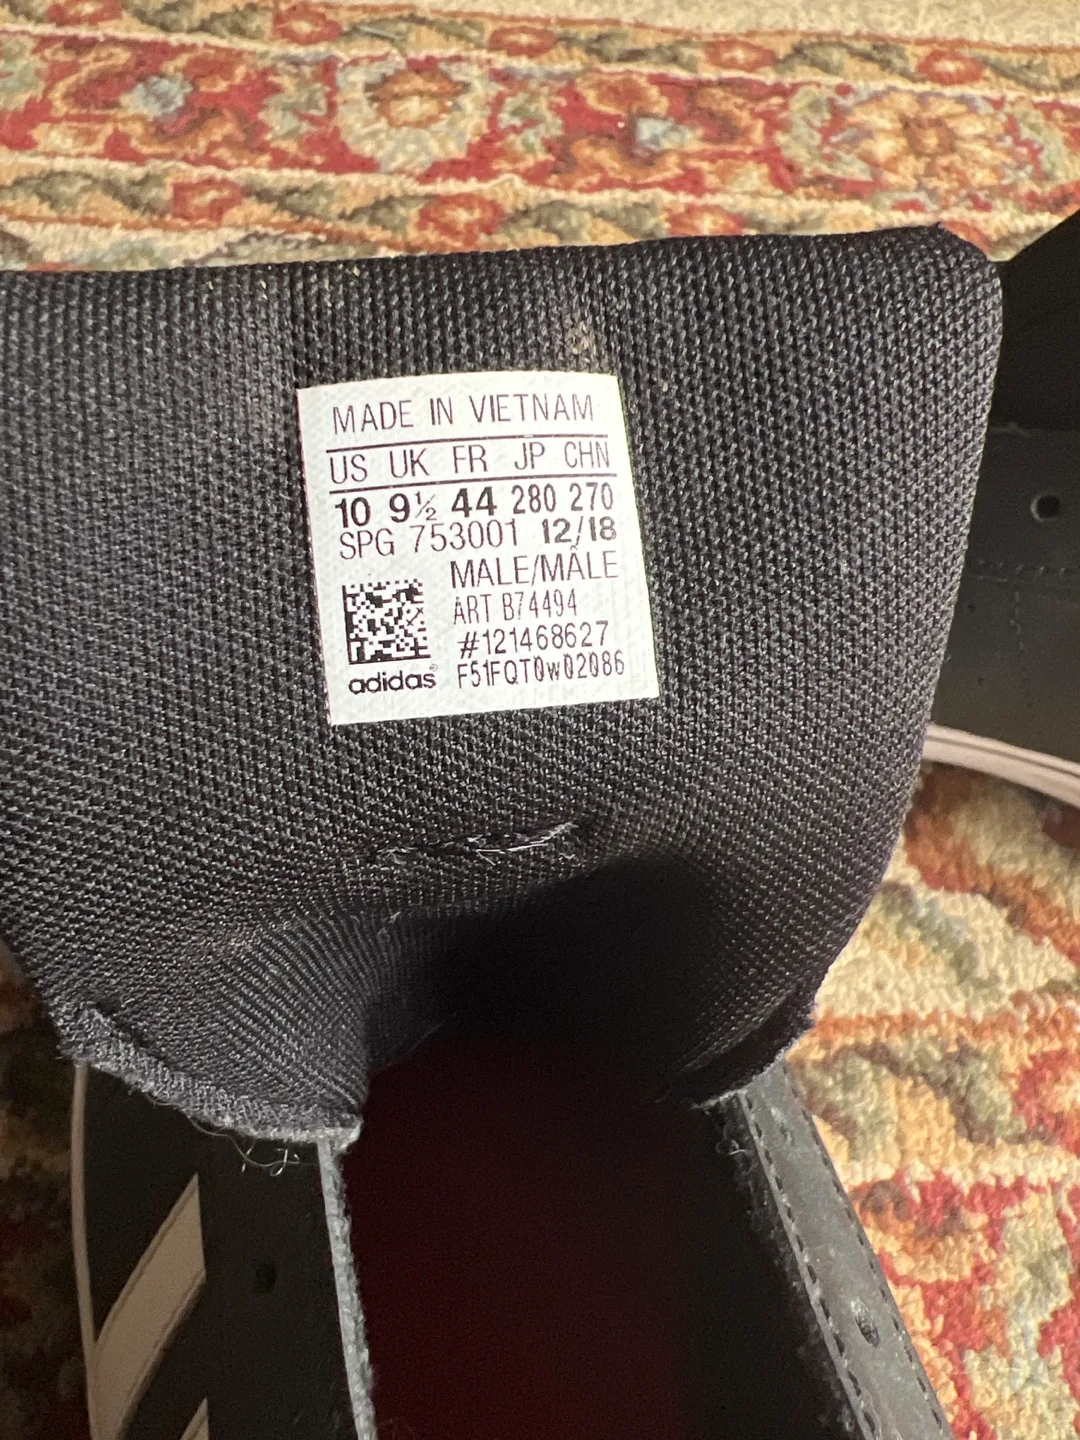 MADE IN VIETNAM
US UK FR JP CHN
10 9½ 44 280 270
SPG 753001 12/18
MALE/MÂLE
ART B74494
#121468627
adidas® F51FQT0w02086